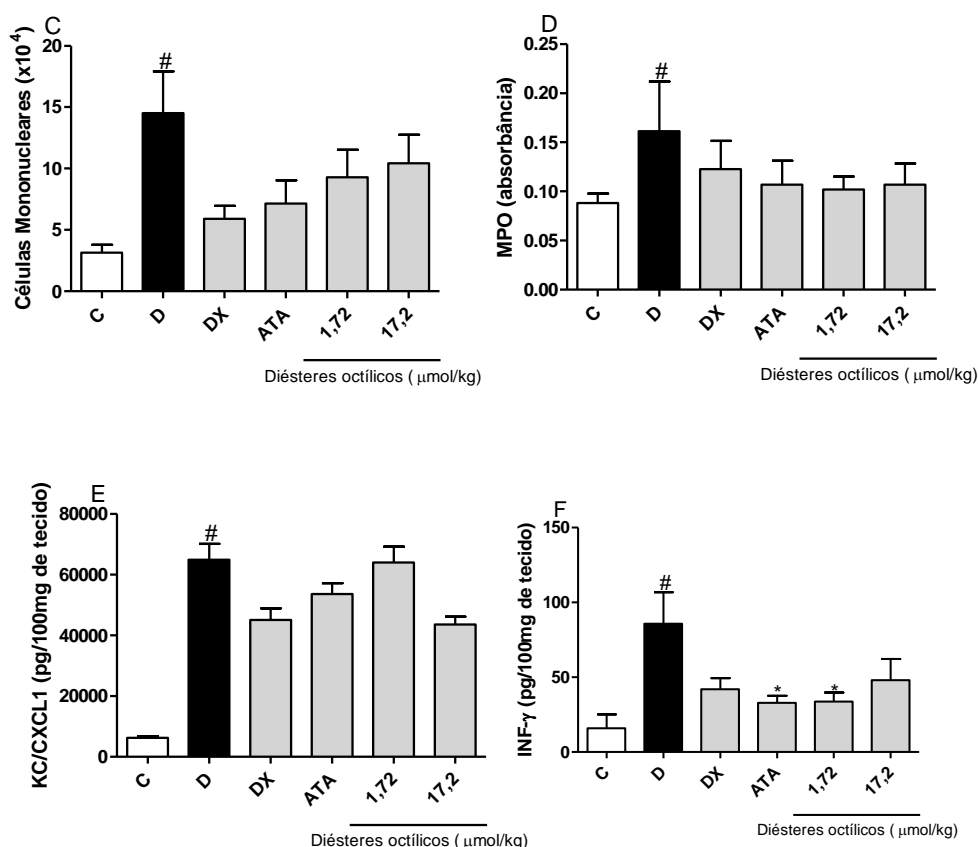 C
Células Mononucleares (x10⁴)
20
15
10
5
0
#
C
D
DX
ATA
1,72
17,2
Diésteres octílicos ( µmol/kg)
D
MPO (absorbância)
0.25
0.20
0.15
0.10
0.05
0.00
#
C
D
DX
ATA
1,72
17,2
Diésteres octílicos ( µmol/kg)
E
KC/CXCL1 (pg/100mg de tecido)
80000
60000
40000
20000
0
#
C
D
DX
ATA
1,72
17,2
Diésteres octílicos ( µmol/kg)
F
INF-γ (pg/100mg de tecido)
150
100
50
0
#
*
*
C
D
DX
ATA
1,72
17,2
Diésteres octílicos ( µmol/kg)